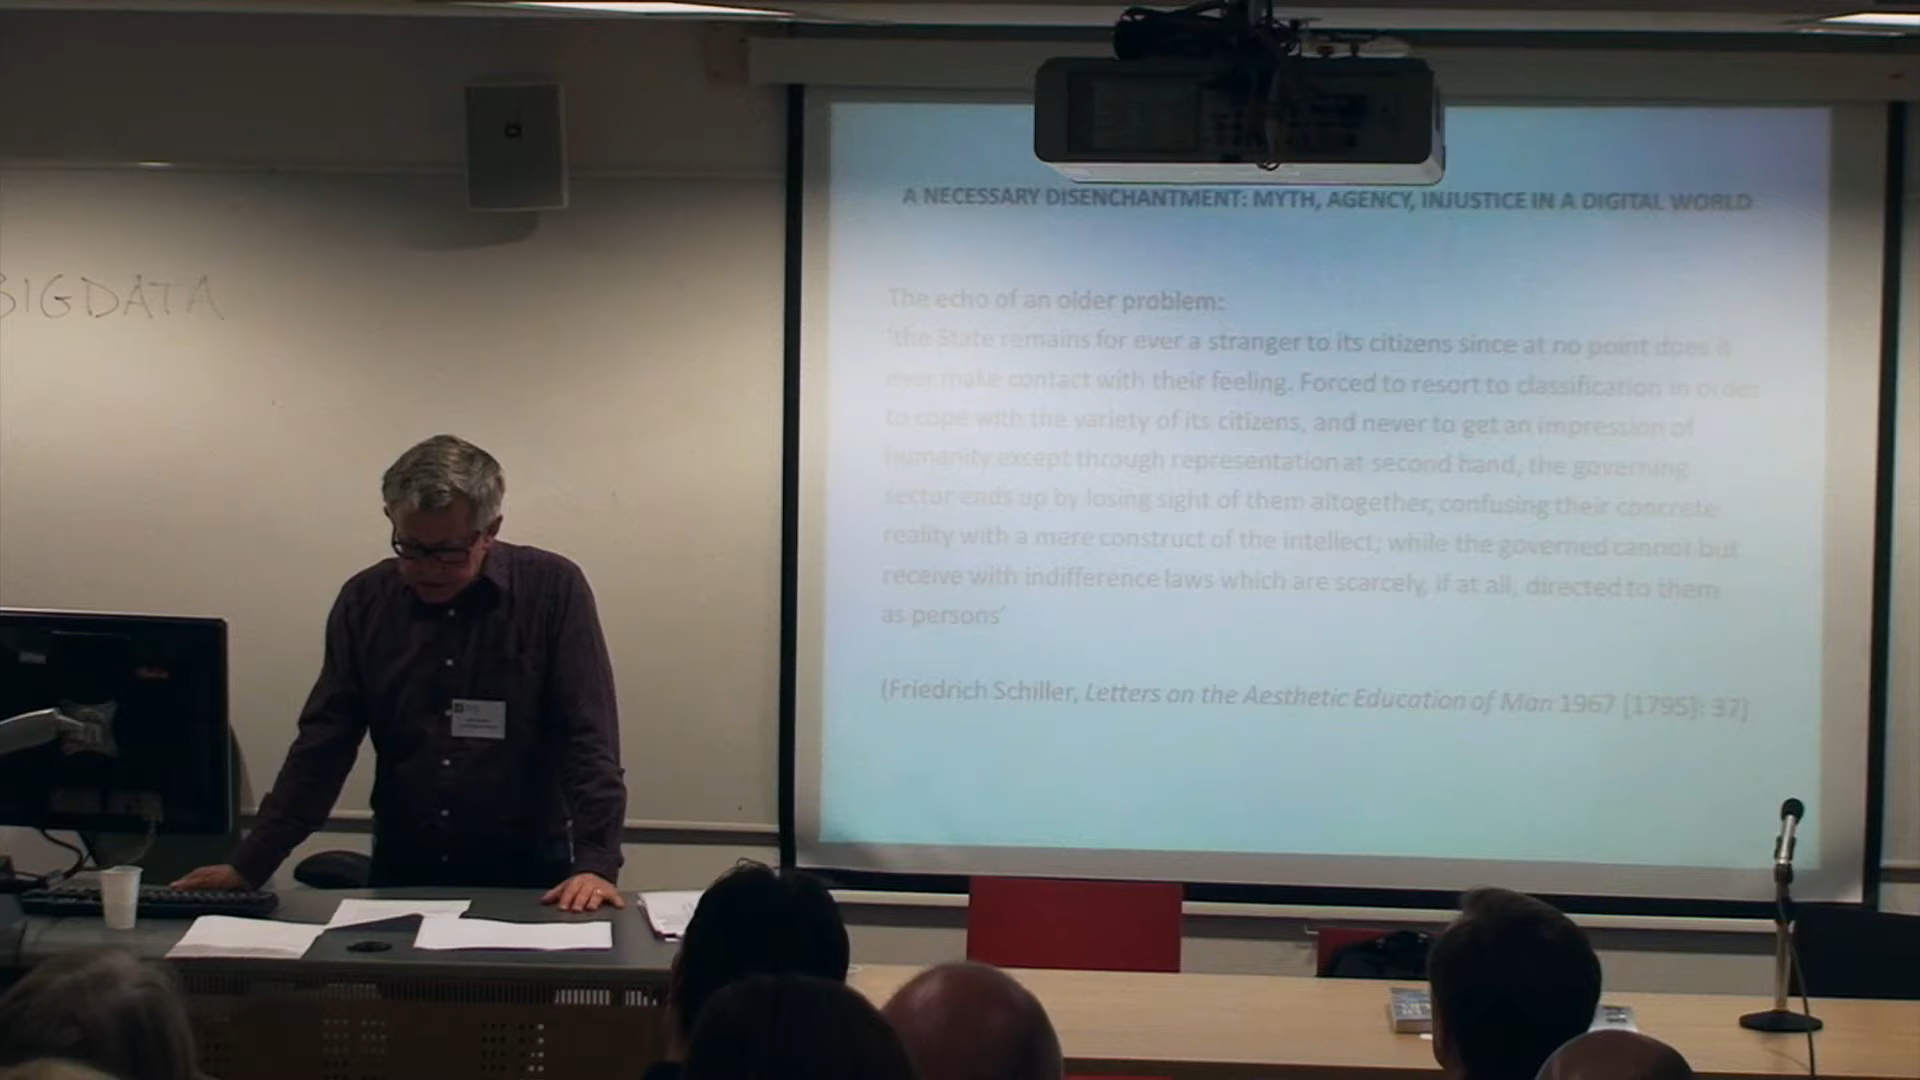 BIGDATA
A NECESSARY DISENCHANTMENT: MYTH, AGENCY, INJUSTICE IN A DIGITAL WORLD
The echo of an older problem:
'the State remains for ever a stranger to its citizens since at no point does it
ever make contact with their feeling. Forced to resort to classification in order
to cope with the variety of its citizens, and never to get an impression of
humanity except through representation at second hand, the governing
sector ends up by losing sight of them altogether, confusing their concrete
reality with a mere construct of the intellect; while the governed cannot but
receive with indifference laws which are scarcely, if at all, directed to them
as persons'
(Friedrich Schiller, Letters on the Aesthetic Education of Man 1967 [1795]: 37)